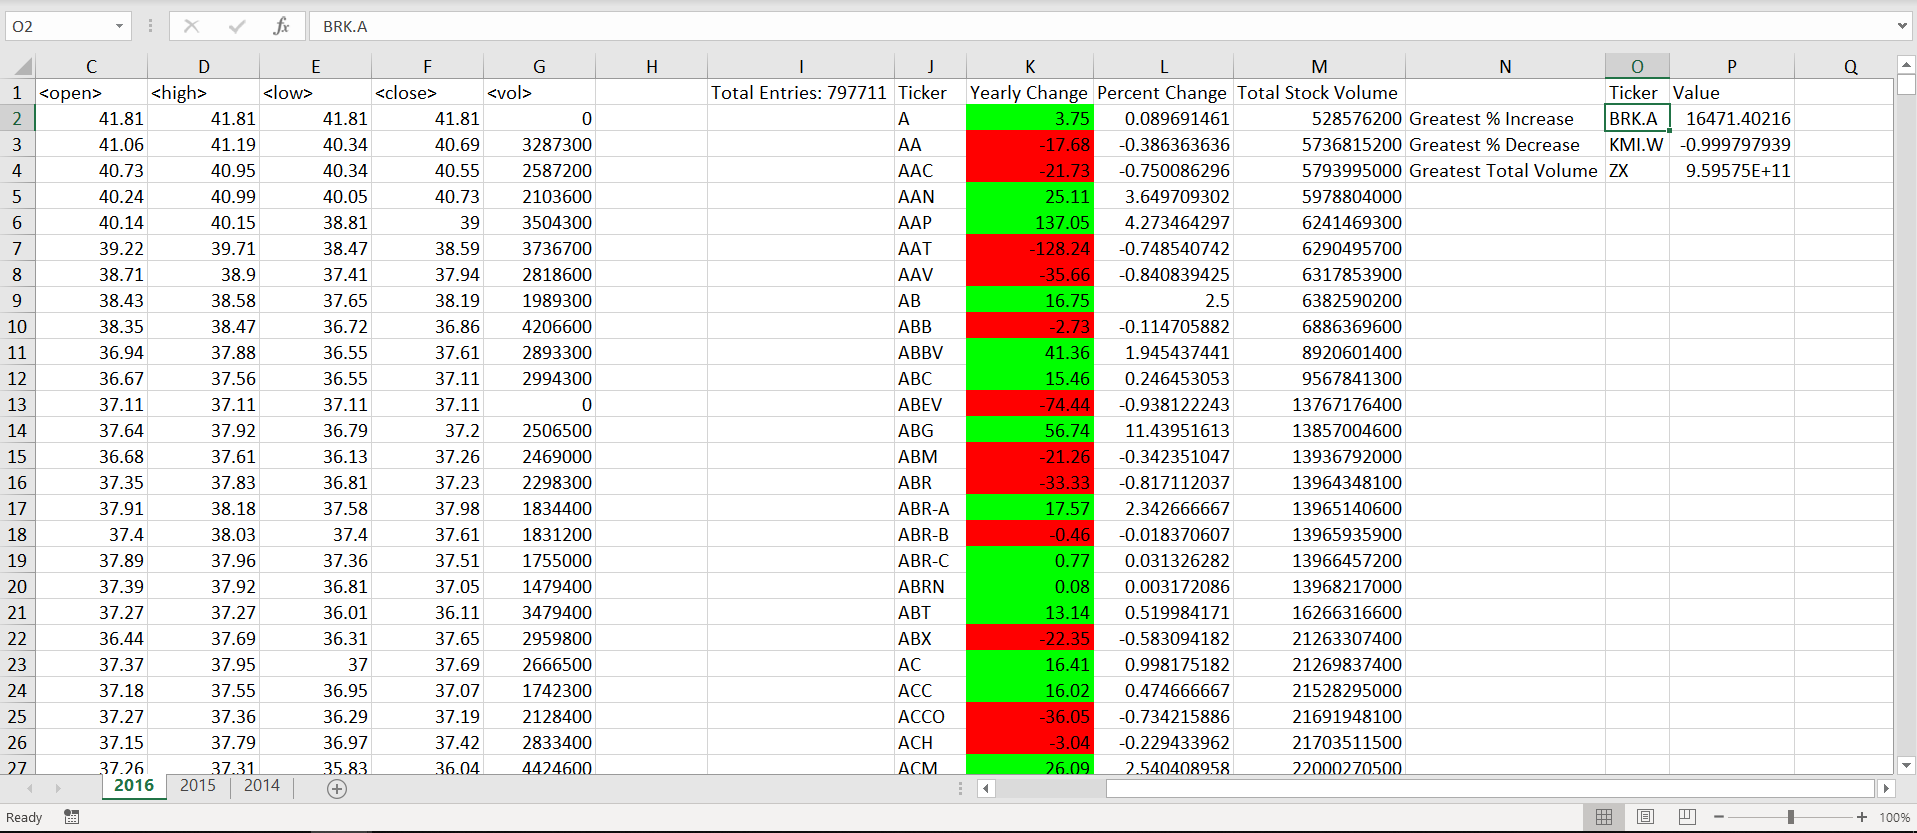 O2 fx BRK.A
C D E F G H I J K L M N O P Q
1 <open> <high> <low> <close> <vol> Total Entries: 797711 Ticker Yearly Change Percent Change Total Stock Volume Ticker Value
2 41.81 41.81 41.81 41.81 0 A 3.75 0.089691461 528576200 Greatest % Increase BRK.A 16471.40216
3 41.06 41.19 40.34 40.69 3287300 AA -17.68 -0.386363636 5736815200 Greatest % Decrease KMI.W -0.999797939
4 40.73 40.95 40.34 40.55 2587200 AAC -21.73 -0.750086296 5793995000 Greatest Total Volume ZX 9.59575E+11
5 40.24 40.99 40.05 40.73 2103600 AAN 25.11 3.649709302 5978804000
6 40.14 40.15 38.81 39 3504300 AAP 137.05 4.273464297 6241469300
7 39.22 39.71 38.47 38.59 3736700 AAT -128.24 -0.748540742 6290495700
8 38.71 38.9 37.41 37.94 2818600 AAV -35.66 -0.840839425 6317853900
9 38.43 38.58 37.65 38.19 1989300 AB 16.75 2.5 6382590200
10 38.35 38.47 36.72 36.86 4206600 ABB -2.73 -0.114705882 6886369600
11 36.94 37.88 36.55 37.61 2893300 ABBV 41.36 1.945437441 8920601400
12 36.67 37.56 36.55 37.11 2994300 ABC 15.46 0.246453053 9567841300
13 37.11 37.11 37.11 37.11 0 ABEV -74.44 -0.938122243 13767176400
14 37.64 37.92 36.79 37.2 2506500 ABG 56.74 11.43951613 13857004600
15 36.68 37.61 36.13 37.26 2469000 ABM -21.26 -0.342351047 13936792000
16 37.35 37.83 36.81 37.23 2298300 ABR -33.33 -0.817112037 13964348100
17 37.91 38.18 37.58 37.98 1834400 ABR-A 17.57 2.342666667 13965140600
18 37.4 38.03 37.4 37.61 1831200 ABR-B -0.46 -0.018370607 13965935900
19 37.89 37.96 37.36 37.51 1755000 ABR-C 0.77 0.031326282 13966457200
20 37.39 37.92 36.81 37.05 1479400 ABRN 0.08 0.003172086 13968217000
21 37.27 37.27 36.01 36.11 3479400 ABT 13.14 0.519984171 16266316600
22 36.44 37.69 36.31 37.65 2959800 ABX -22.35 -0.583094182 21263307400
23 37.37 37.95 37 37.69 2666500 AC 16.41 0.998175182 21269837400
24 37.18 37.55 36.95 37.07 1742300 ACC 16.02 0.474666667 21528295000
25 37.27 37.36 36.29 37.19 2128400 ACCO -36.05 -0.734215886 21691948100
26 37.15 37.79 36.97 37.42 2833400 ACH -3.04 -0.229433962 21703511500
27 37.26 37.31 35.83 36.04 4424600 ACM 26.09 2.540408958 22000270500
2016 2015 2014
Ready 100%